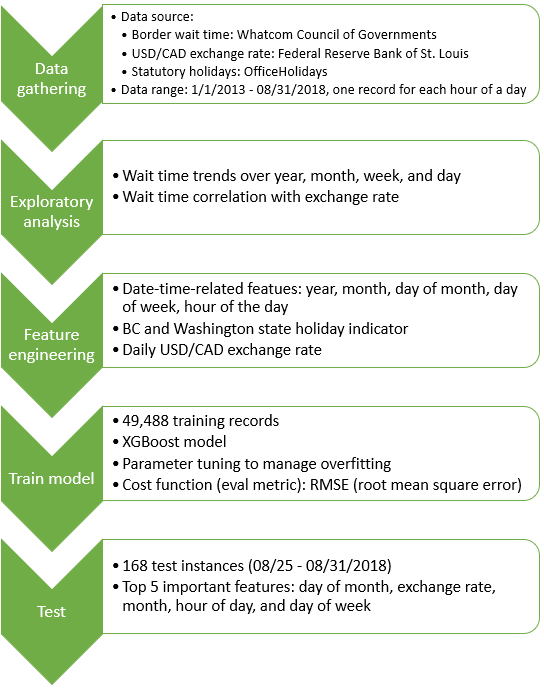 Data
gathering
• Data source:
• Border wait time: Whatcom Council of Governments
• USD/CAD exchange rate: Federal Reserve Bank of St. Louis
• Statutory holidays: OfficeHolidays
• Data range: 1/1/2013 - 08/31/2018, one record for each hour of a day
Exploratory
analysis
• Wait time trends over year, month, week, and day
• Wait time correlation with exchange rate
Feature
engineering
• Date-time-related featues: year, month, day of month, day
of week, hour of the day
• BC and Washington state holiday indicator
• Daily USD/CAD exchange rate
Train model
• 49,488 training records
• XGBoost model
• Parameter tuning to manage overfitting
• Cost function (eval metric): RMSE (root mean square error)
Test
• 168 test instances (08/25 - 08/31/2018)
• Top 5 important features: day of month, exchange rate,
month, hour of day, and day of week